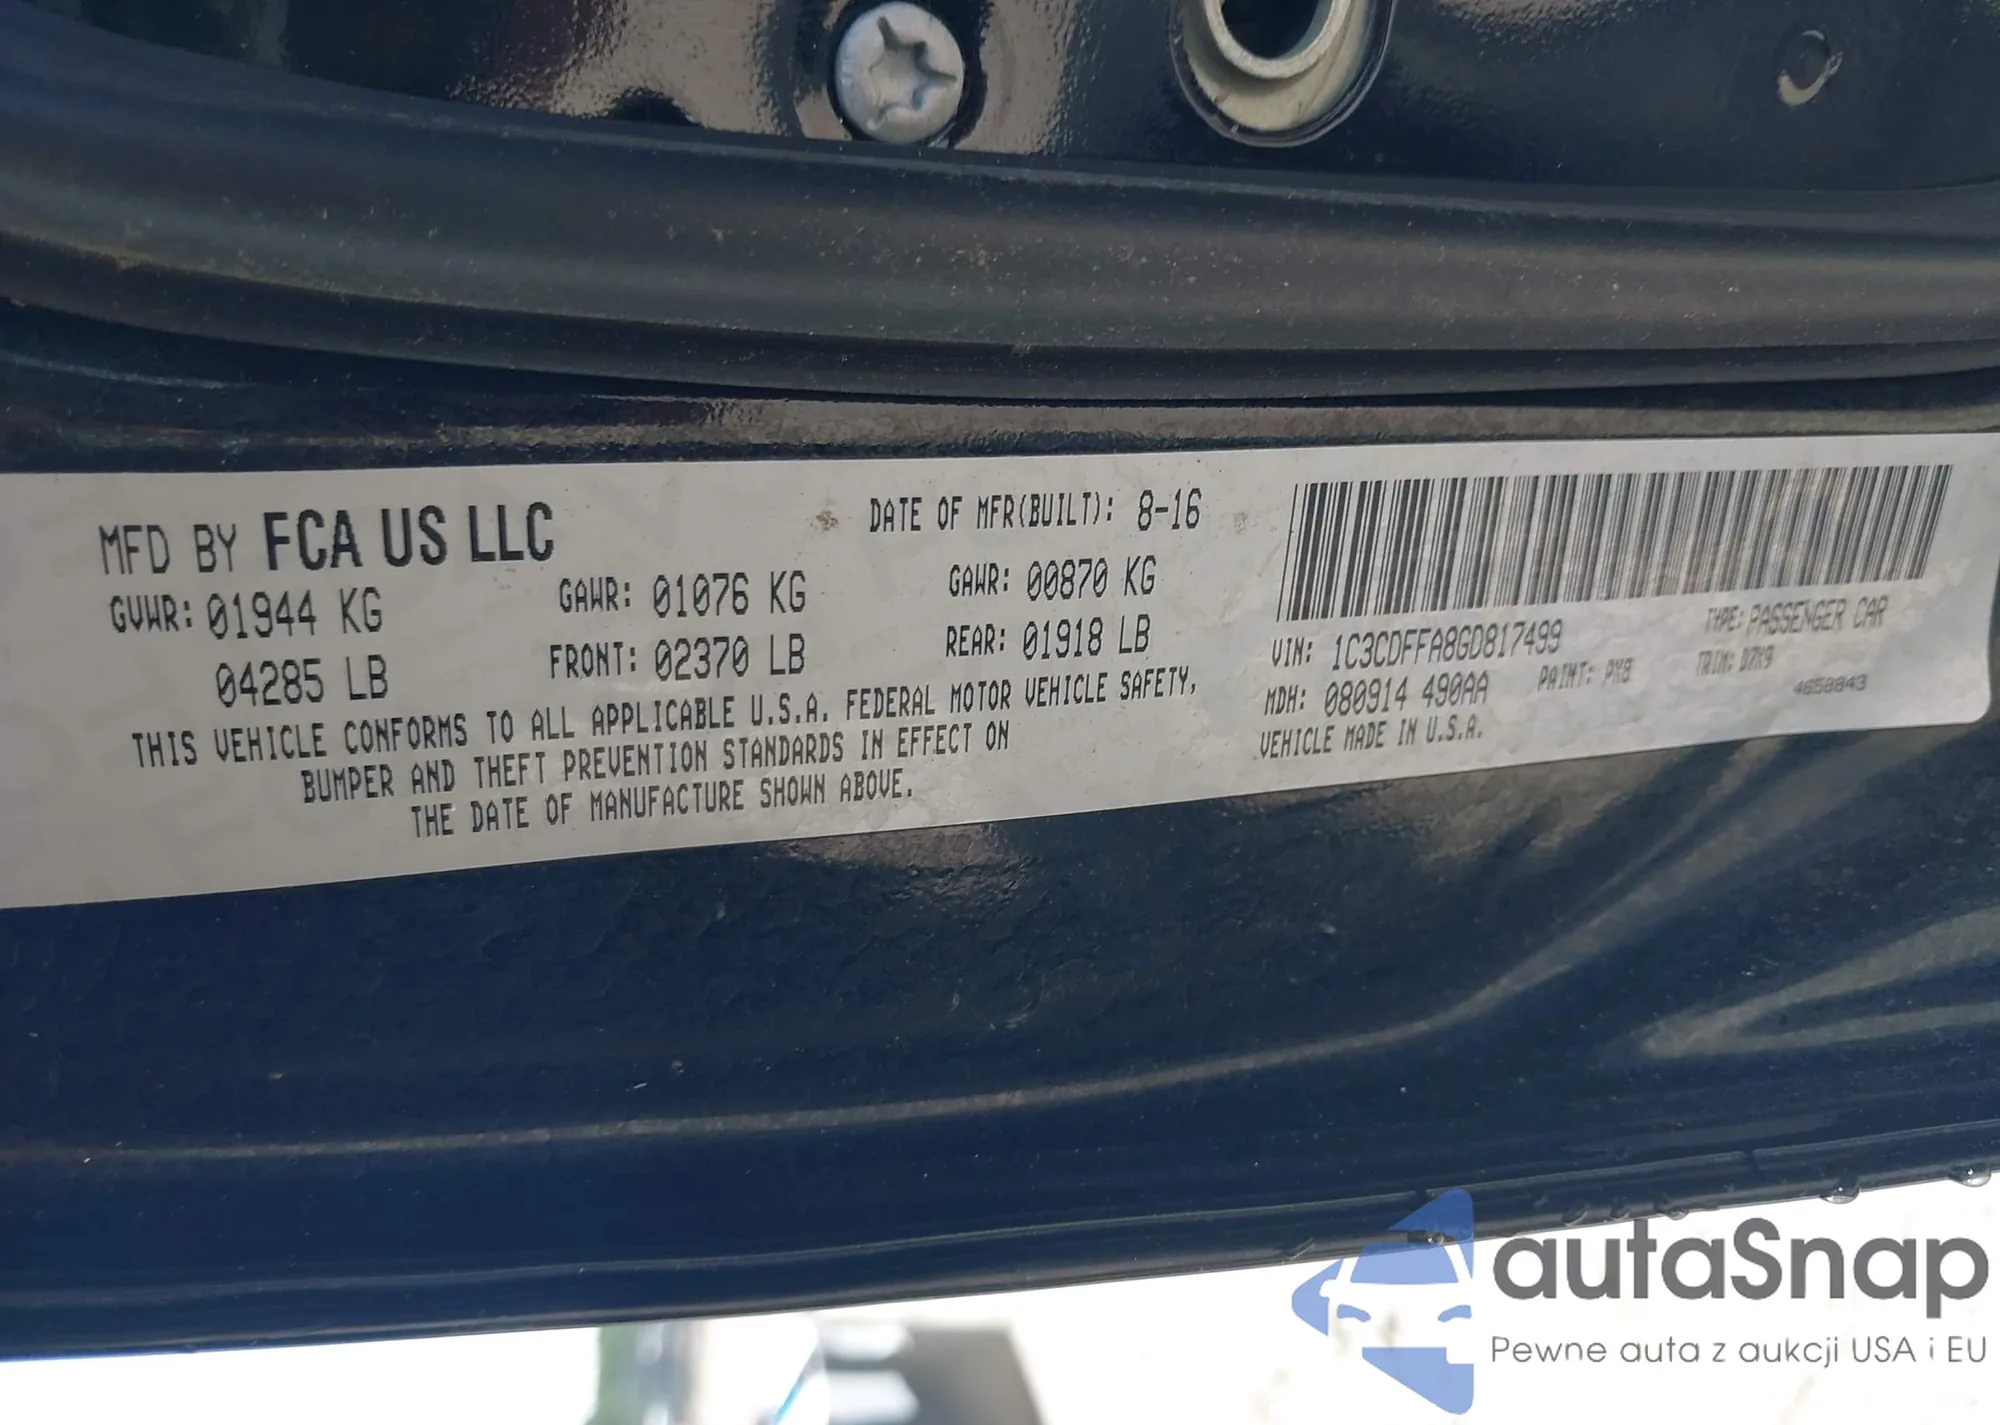 MFD BY FCA US LLC
DATE OF MFR(BUILT): 8-16
GVWR: 01944 KG
04285 LB
GAWR: 01076 KG
FRONT: 02370 LB
GAWR: 00870 KG
REAR: 01918 LB
THIS VEHICLE CONFORMS TO ALL APPLICABLE U.S.A. FEDERAL MOTOR VEHICLE SAFETY,
BUMPER AND THEFT PREVENTION STANDARDS IN EFFECT ON
THE DATE OF MANUFACTURE SHOWN ABOVE.
VIN: 1C3CDFFA8GD817499
TYPE: PASSENGER CAR
MDH: 080914 490AA
PAINT: PX8
TRIM: D7X9
4658843
VEHICLE MADE IN U.S.A.
autaSnap
Pewne auta z aukcji USA i EU